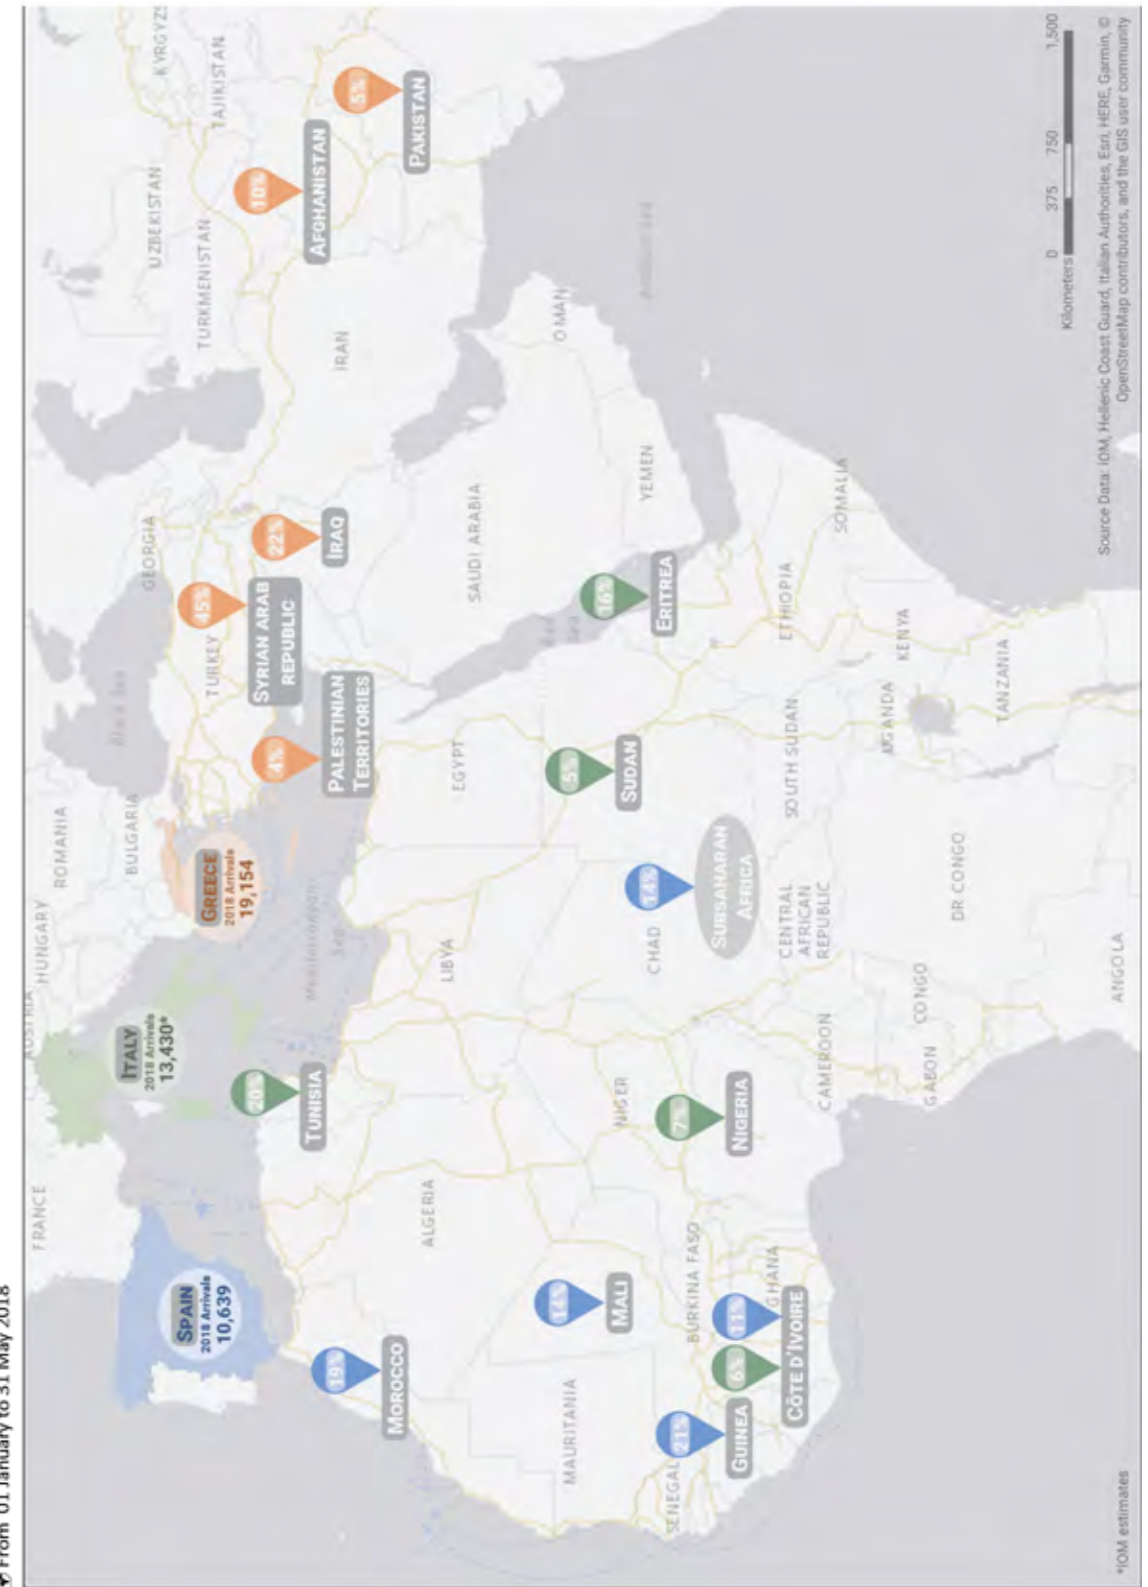 From 01 January to 31 May 2018
FRANCE
AUSTRIA
HUNGARY
ROMANIA
BULGARIA
Black Sea
GEORGIA
UZBEKISTAN
KYRGYZS
TURKMENISTAN
TAJIKISTAN
SPAIN
2018 Arrivals
10,639
ITALY
2018 Arrivals
13,430*
GREECE
2018 Arrivals
19,154
TURKEY
45%
SYRIAN ARAB
REPUBLIC
22%
IRAQ
4%
PALESTINIAN
TERRITORIES
IRAN
10%
AFGHANISTAN
5%
PAKISTAN
20%
TUNISIA
Mediterranean
Sea
19%
MOROCCO
ALGERIA
LIBYA
EGYPT
SAUDI ARABIA
OMAN
Arabian Sea
Red
Sea
YEMEN
16%
ERITREA
5%
SUDAN
14%
SUBSAHARAN
AFRICA
CHAD
NIGER
MALI
MAURITANIA
SENEGAL
21%
GUINEA
6%
11%
CÔTE D'IVOIRE
BURKINA FASO
GHANA
7%
NIGERIA
CAMEROON
CENTRAL
AFRICAN
REPUBLIC
SOUTH SUDAN
ETHIOPIA
SOMALIA
GABON
CONGO
DR CONGO
UGANDA
KENYA
TANZANIA
ANGOLA
0 375 750 1,500
Kilometers
Source Data: IOM, Hellenic Coast Guard, Italian Authorities, Esri, HERE, Garmin, ©
OpenStreetMap contributors, and the GIS user community
*IOM estimates